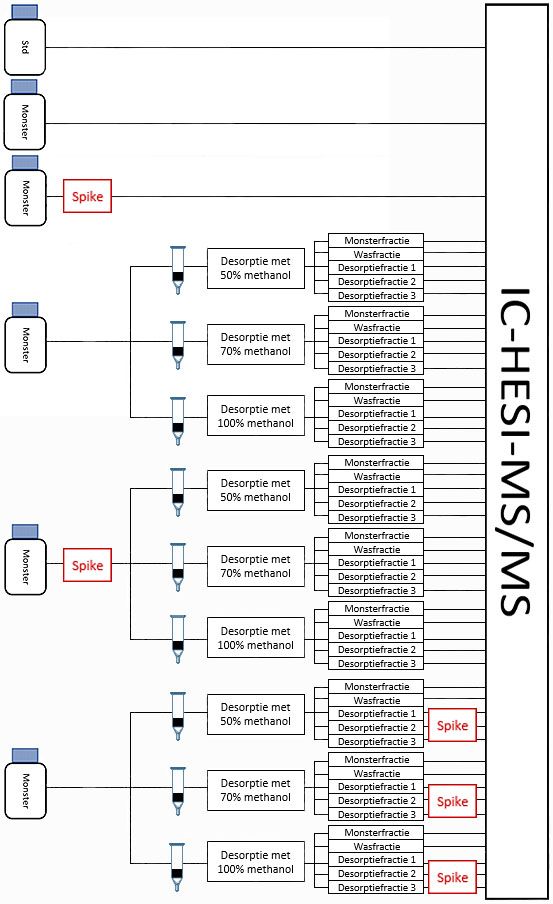 Std
Monster
Monster
Spike
Monster
Desorptie met
50% methanol
Monsterfractie
Wasfractie
Desorptiefractie 1
Desorptiefractie 2
Desorptiefractie 3
Desorptie met
70% methanol
Monsterfractie
Wasfractie
Desorptiefractie 1
Desorptiefractie 2
Desorptiefractie 3
Desorptie met
100% methanol
Monsterfractie
Wasfractie
Desorptiefractie 1
Desorptiefractie 2
Desorptiefractie 3
Monster
Spike
Desorptie met
50% methanol
Monsterfractie
Wasfractie
Desorptiefractie 1
Desorptiefractie 2
Desorptiefractie 3
Desorptie met
70% methanol
Monsterfractie
Wasfractie
Desorptiefractie 1
Desorptiefractie 2
Desorptiefractie 3
Desorptie met
100% methanol
Monsterfractie
Wasfractie
Desorptiefractie 1
Desorptiefractie 2
Desorptiefractie 3
Monster
Desorptie met
50% methanol
Monsterfractie
Wasfractie
Desorptiefractie 1
Desorptiefractie 2
Desorptiefractie 3
Spike
Desorptie met
70% methanol
Monsterfractie
Wasfractie
Desorptiefractie 1
Desorptiefractie 2
Desorptiefractie 3
Spike
Desorptie met
100% methanol
Monsterfractie
Wasfractie
Desorptiefractie 1
Desorptiefractie 2
Desorptiefractie 3
Spike
IC-HESI-MS/MS